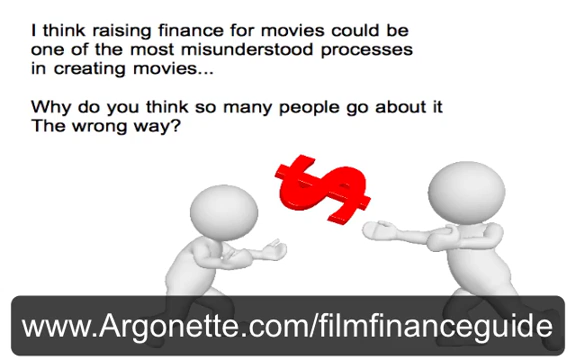 I think raising finance for movies could be
one of the most misunderstood processes
in creating movies...
Why do you think so many people go about it
The wrong way?
$
www.Argonette.com/filmfinanceguide